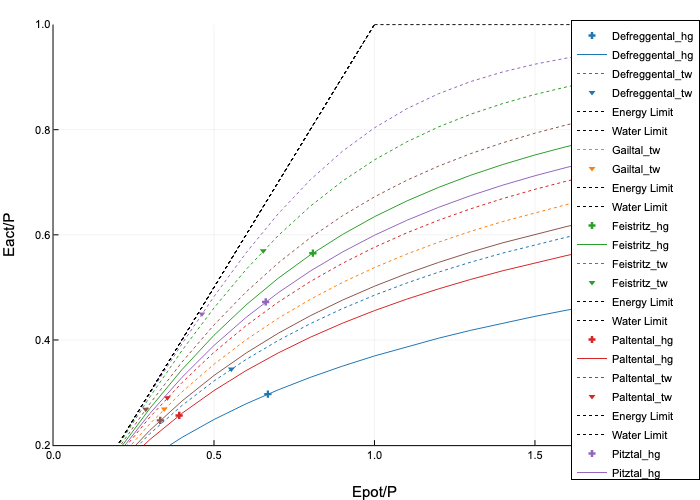 1.0
0.8
0.6
0.4
0.2
0.0
0.5
1.0
1.5
Eact/P
Epot/P
Defreggental_hg
Defreggental_hg
Defreggental_tw
Defreggental_tw
Energy Limit
Water Limit
Gailtal_tw
Gailtal_tw
Energy Limit
Water Limit
Feistritz_hg
Feistritz_hg
Feistritz_tw
Feistritz_tw
Energy Limit
Water Limit
Paltental_hg
Paltental_hg
Paltental_tw
Paltental_tw
Energy Limit
Water Limit
Pitztal_hg
Pitztal_hg